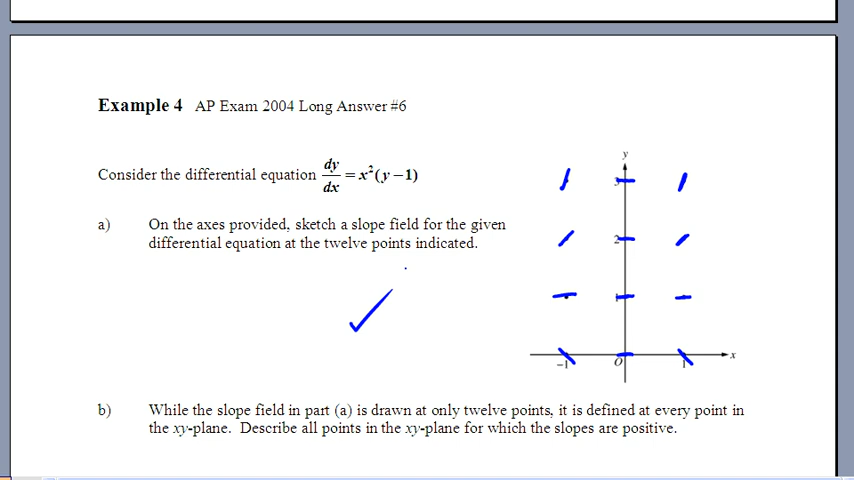 Example 4 AP Exam 2004 Long Answer #6
Consider the differential equation dy/dx = x²(y−1)
a) On the axes provided, sketch a slope field for the given
differential equation at the twelve points indicated.
y
3
2
1
−1 O 1 x
b) While the slope field in part (a) is drawn at only twelve points, it is defined at every point in
the xy-plane. Describe all points in the xy-plane for which the slopes are positive.